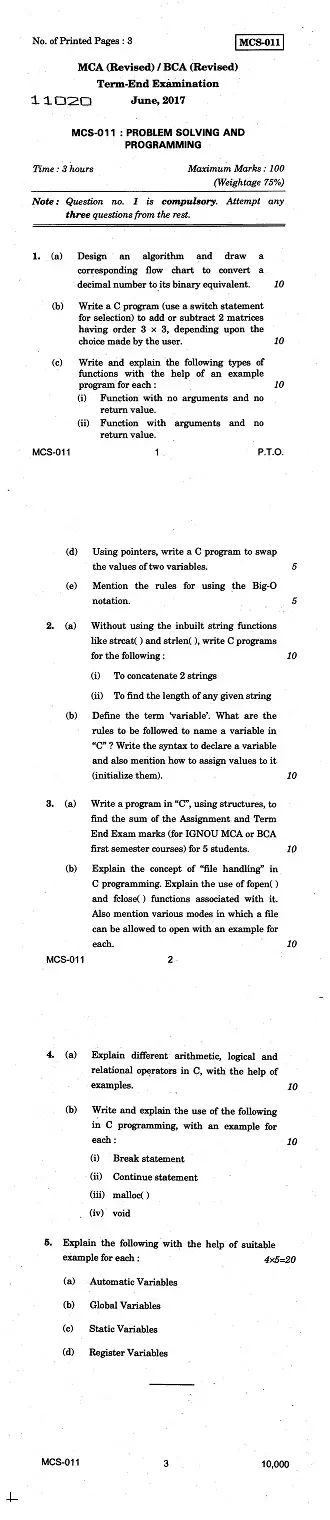 No. of Printed Pages : 3 MCS-011
MCA (Revised) / BCA (Revised)
Term-End Examination
11020 June, 2017
MCS-011 : PROBLEM SOLVING AND
PROGRAMMING
Time : 3 hours Maximum Marks : 100
(Weightage 75%)
Note : Question no. 1 is compulsory. Attempt any
three questions from the rest.
1. (a) Design an algorithm and draw a
corresponding flow chart to convert a
decimal number to its binary equivalent. 10
(b) Write a C program (use a switch statement
for selection) to add or subtract 2 matrices
having order 3 × 3, depending upon the
choice made by the user. 10
(c) Write and explain the following types of
functions with the help of an example
program for each : 10
(i) Function with no arguments and no
return value.
(ii) Function with arguments and no
return value.
MCS-011 1 P.T.O.
(d) Using pointers, write a C program to swap
the values of two variables. 5
(e) Mention the rules for using the Big-O
notation. 5
2. (a) Without using the inbuilt string functions
like strcat( ) and strlen( ), write C programs
for the following : 10
(i) To concatenate 2 strings
(ii) To find the length of any given string
(b) Define the term ‘variable’. What are the
rules to be followed to name a variable in
“C” ? Write the syntax to declare a variable
and also mention how to assign values to it
(initialize them). 10
3. (a) Write a program in “C”, using structures, to
find the sum of the Assignment and Term
End Exam marks (for IGNOU MCA or BCA
first semester courses) for 5 students. 10
(b) Explain the concept of “file handling” in
C programming. Explain the use of fopen( )
and fclose( ) functions associated with it.
Also mention various modes in which a file
can be allowed to open with an example for
each. 10
MCS-011 2
4. (a) Explain different arithmetic, logical and
relational operators in C, with the help of
examples. 10
(b) Write and explain the use of the following
in C programming, with an example for
each : 10
(i) Break statement
(ii) Continue statement
(iii) malloc( )
(iv) void
5. Explain the following with the help of suitable
example for each : 4×5=20
(a) Automatic Variables
(b) Global Variables
(c) Static Variables
(d) Register Variables
MCS-011 3 10,000